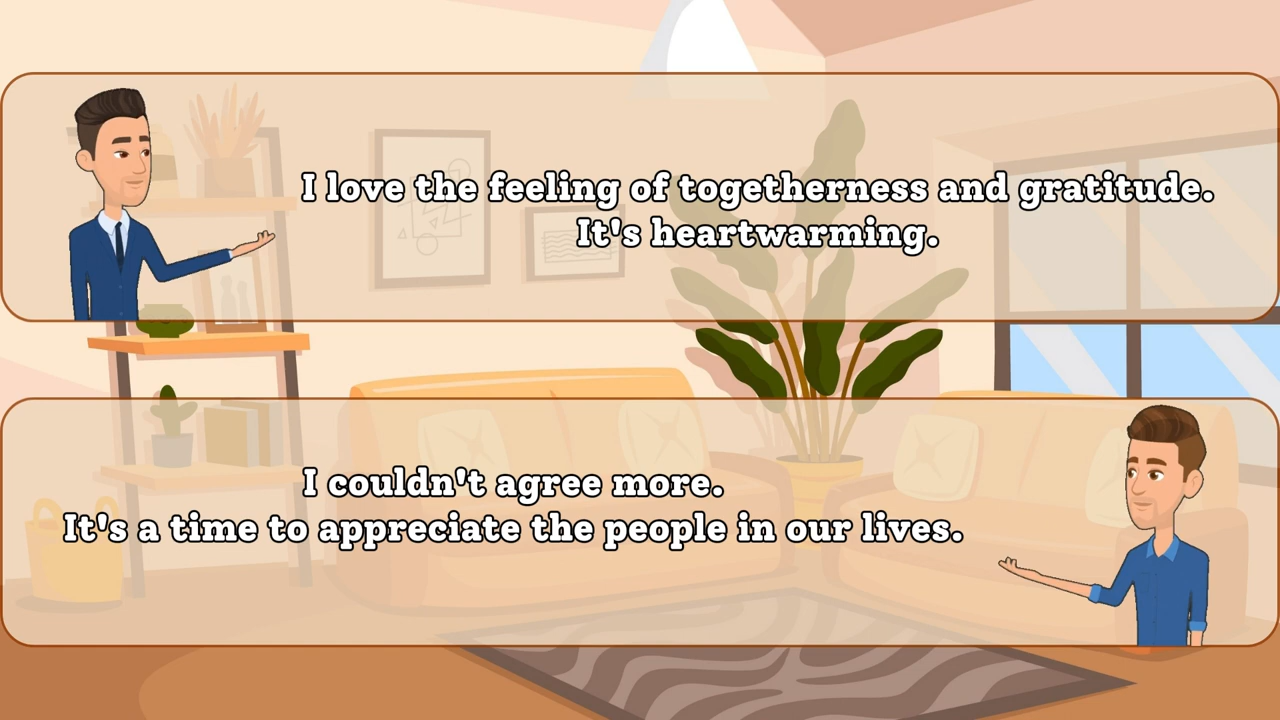 I love the feeling of togetherness and gratitude.
It's heartwarming.
I couldn't agree more.
It's a time to appreciate the people in our lives.